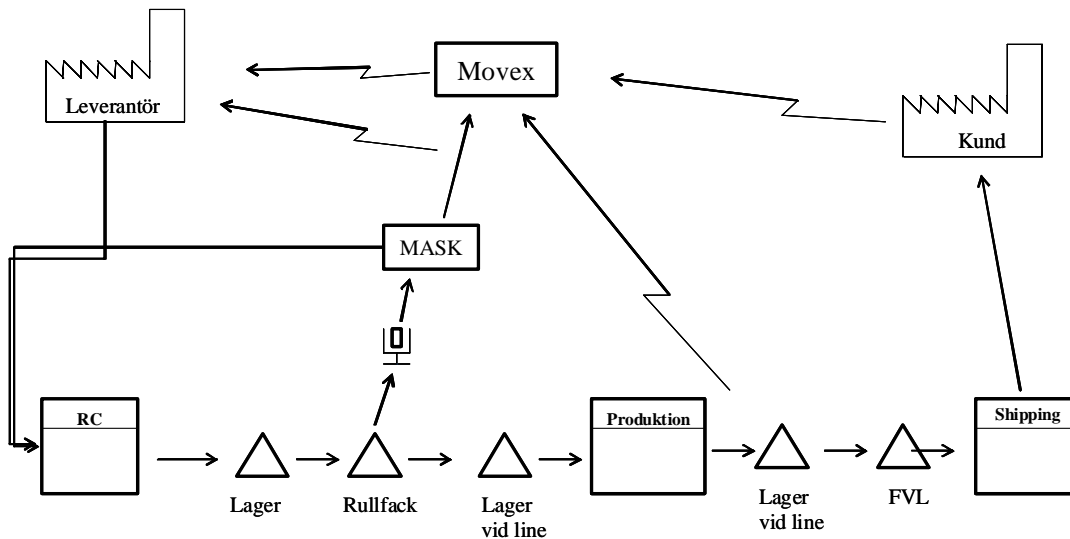 Movex
Leverantör
Kund
MASK
RC
Produktion
Shipping
Lager
Rullfack
Lager
vid line
Lager
vid line
FVL